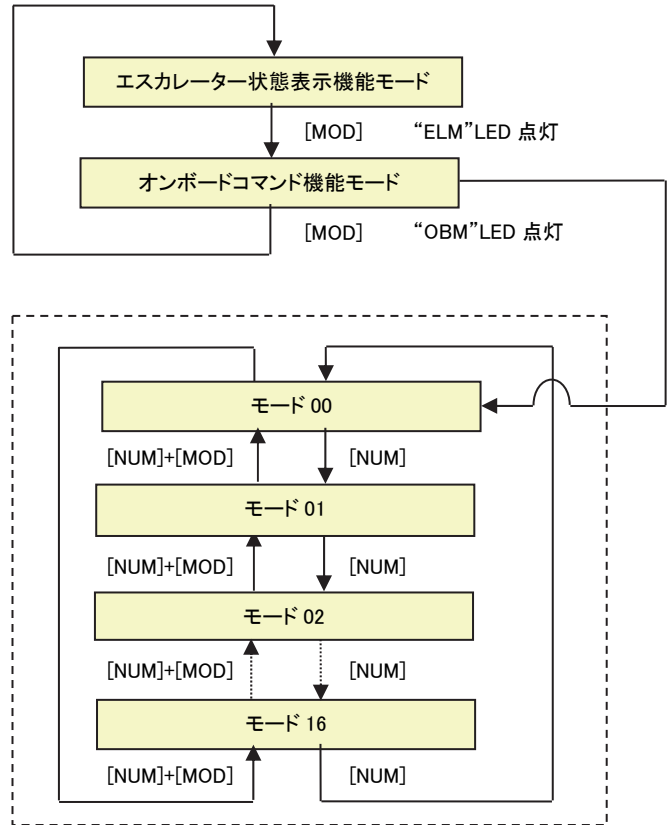 エスカレーター状態表示機能モード
[MOD] “ELM”LED 点灯
オンボードコマンド機能モード
[MOD] “OBM”LED 点灯
モード 00
[NUM]+[MOD] [NUM]
モード 01
[NUM]+[MOD] [NUM]
モード 02
[NUM]+[MOD] [NUM]
モード 16
[NUM]+[MOD] [NUM]